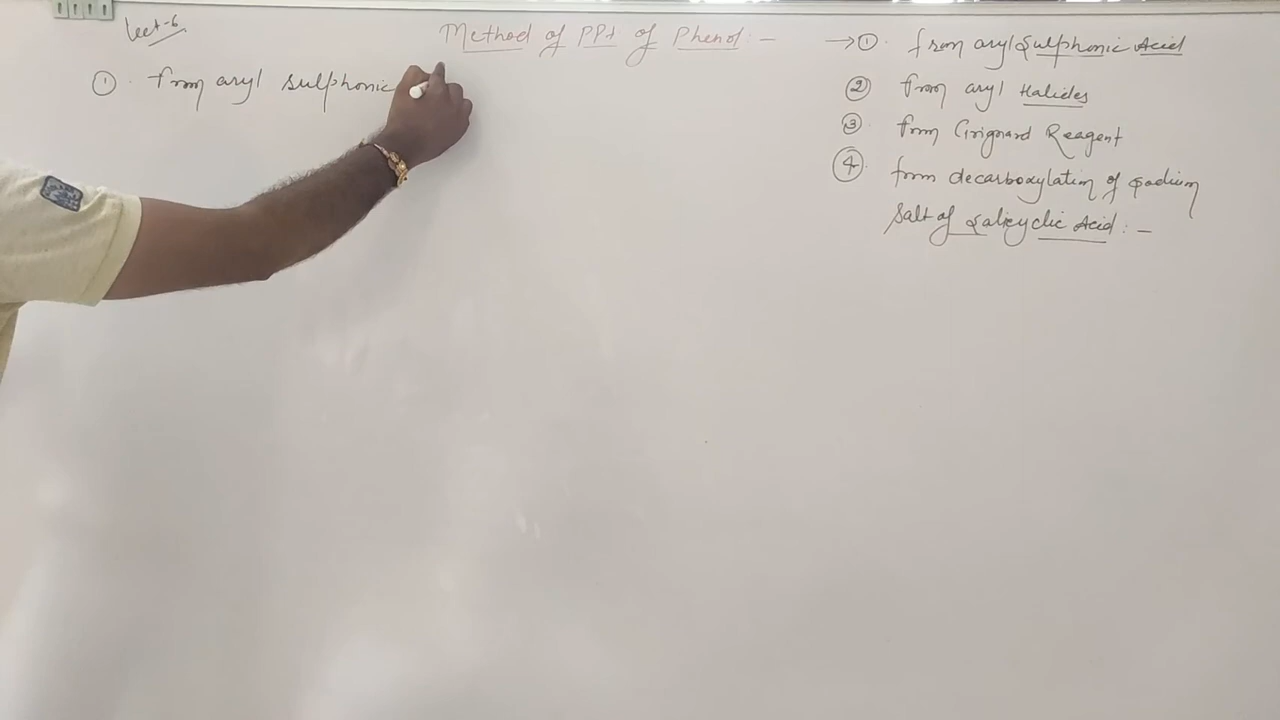 Lect-6
Method of PPt of Phenol :-
① from aryl sulphonic
→ ① from aryl Sulphonic Acid
② from aryl Halides
③ from Grignard Reagent
④ from decarboxylation of Sodium
Salt of Salicyclic Acid :-